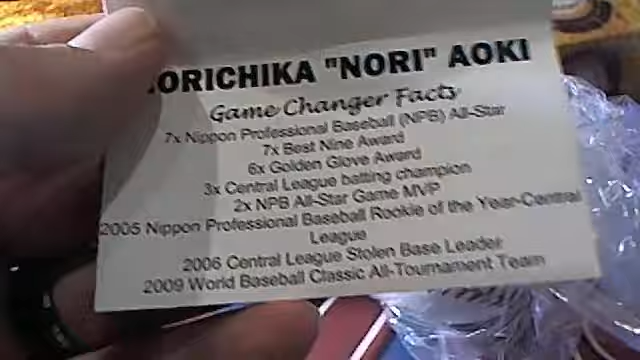 ORICHIKA "NORI" AOKI
Game Changer Facts
7x Nippon Professional Baseball (NPB) All-Star
7x Best Nine Award
6x Golden Glove Award
3x Central League batting champion
2x NPB All-Star Game MVP
2005 Nippon Professional Baseball Rookie of the Year-Central
League
2006 Central League Stolen Base Leader
2009 World Baseball Classic All-Tournament Team